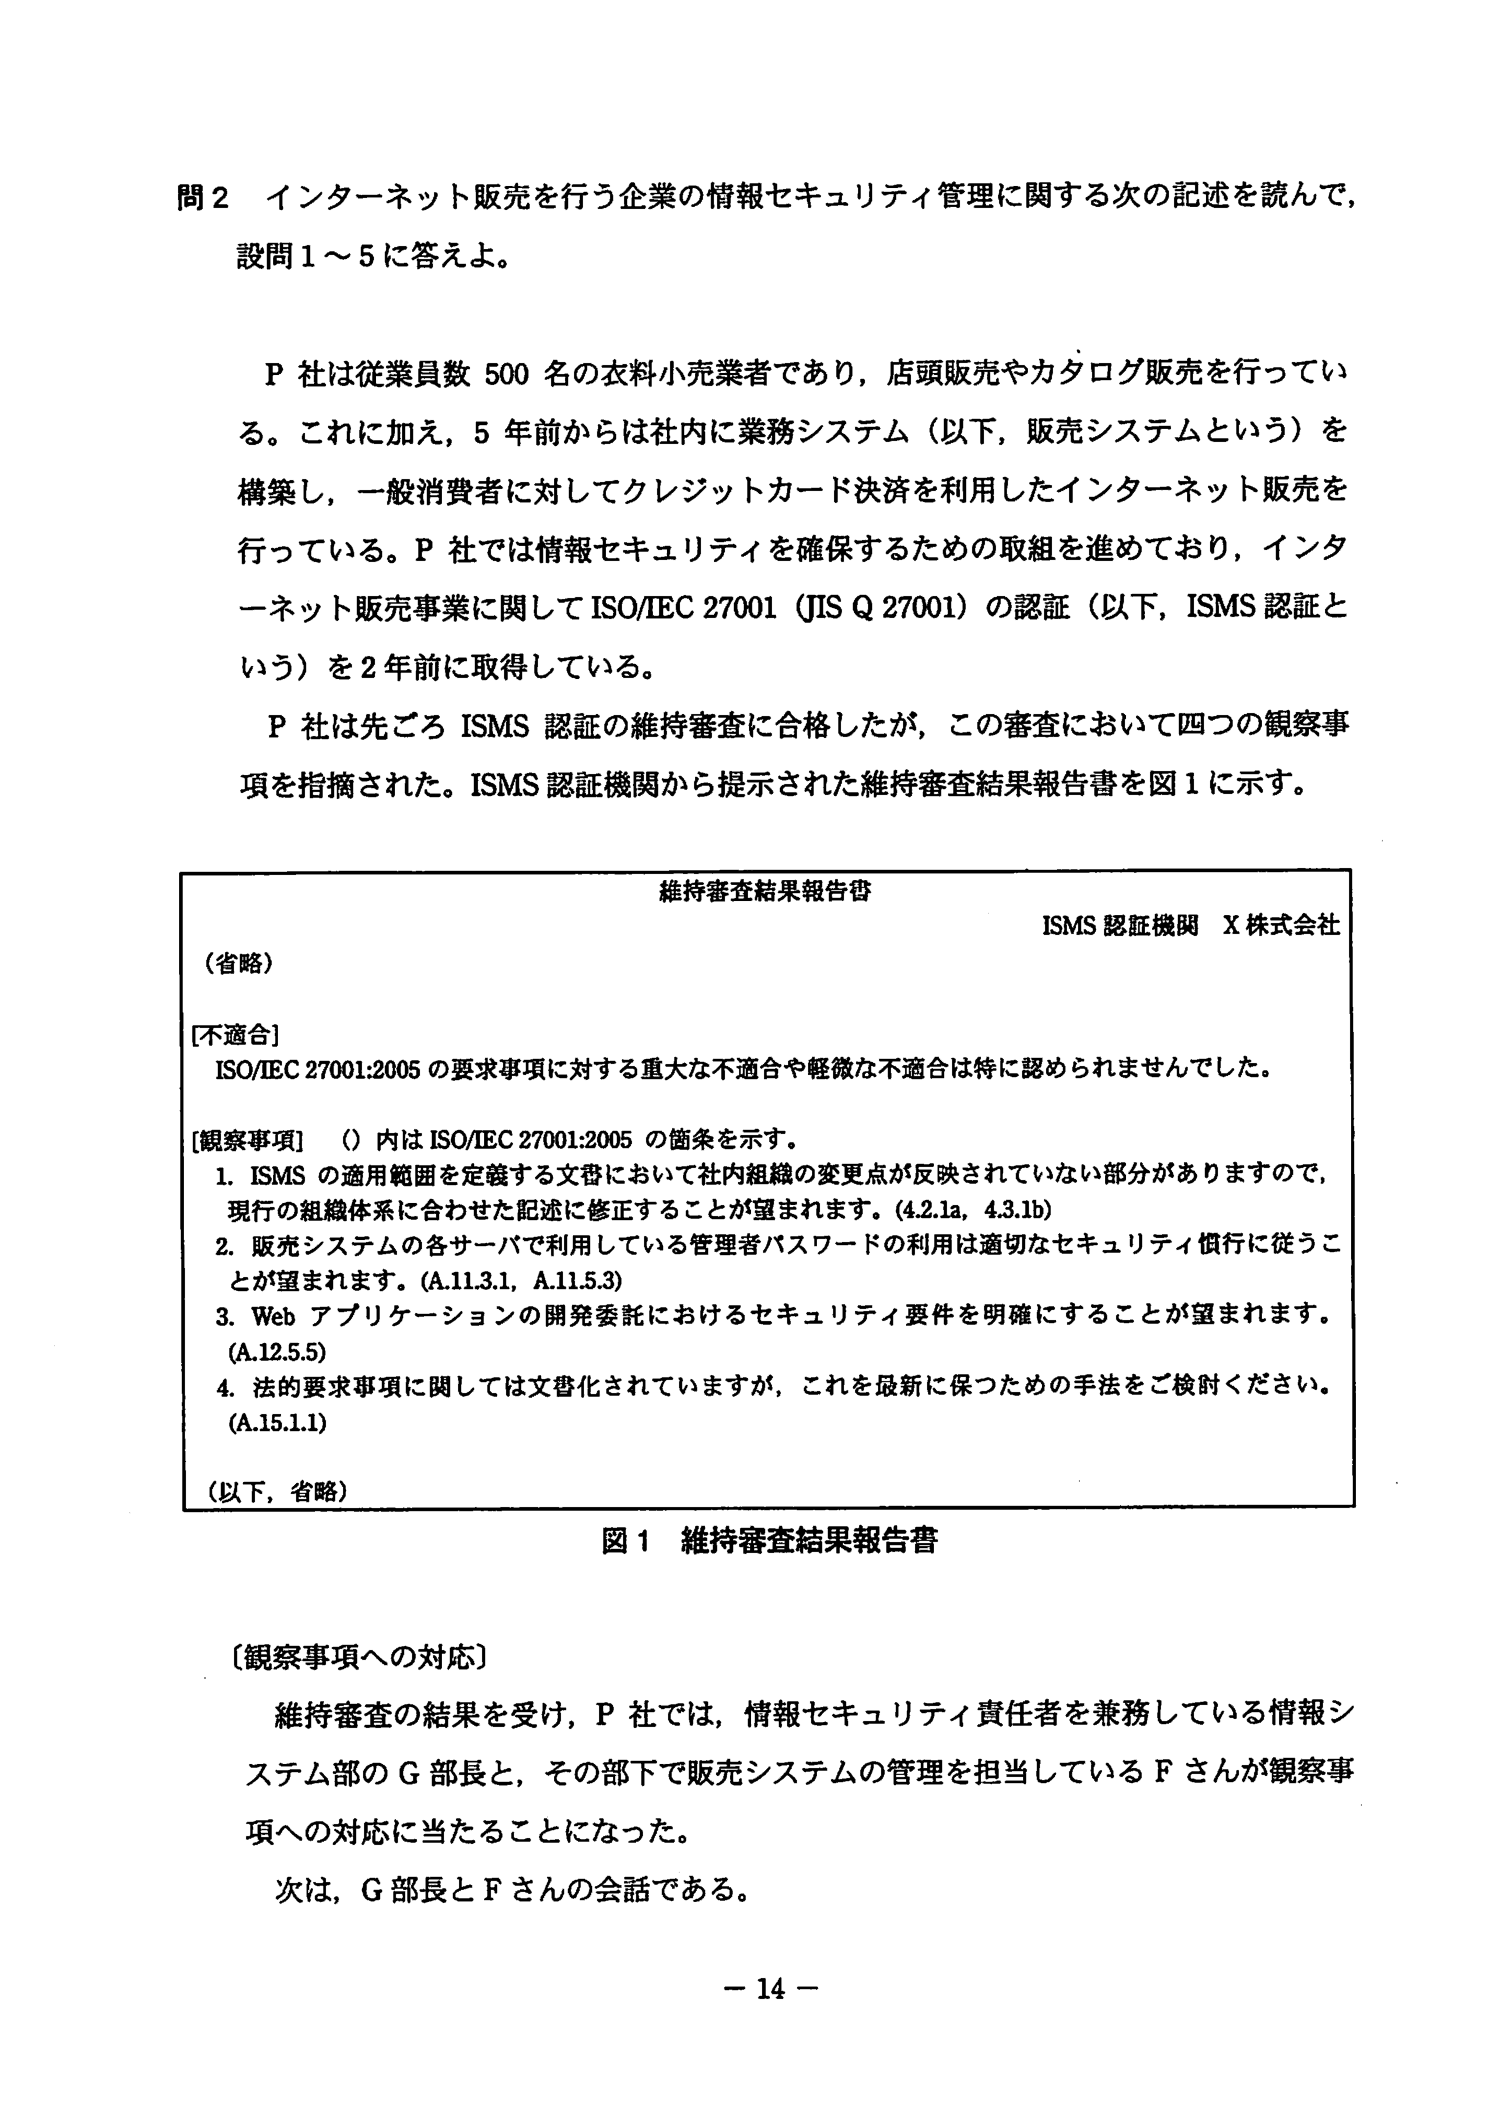 問2　インターネット販売を行う企業の情報セキュリティ管理に関する次の記述を読んで，
設問1～5に答えよ。
P 社は従業員数 500 名の衣料小売業者であり，店頭販売やカタログ販売を行ってい
る。これに加え，5 年前からは社内に業務システム（以下，販売システムという）を
構築し，一般消費者に対してクレジットカード決済を利用したインターネット販売を
行っている。P 社では情報セキュリティを確保するための取組を進めており，インタ
ーネット販売事業に関して ISO/IEC 27001（JIS Q 27001）の認証（以下，ISMS 認証と
いう）を 2 年前に取得している。
P 社は先ごろ ISMS 認証の維持審査に合格したが，この審査において四つの観察事
項を指摘された。ISMS 認証機関から提示された維持審査結果報告書を図 1 に示す。
維持審査結果報告書
ISMS 認証機関　X 株式会社
（省略）
[不適合]
ISO/IEC 27001:2005 の要求事項に対する重大な不適合や軽微な不適合は特に認められませんでした。
[観察事項]　（）内は ISO/IEC 27001:2005 の箇条を示す。
1. ISMS の適用範囲を定義する文書において社内組織の変更点が反映されていない部分がありますので，
現行の組織体系に合わせた記述に修正することが望まれます。(4.2.1a, 4.3.1b)
2. 販売システムの各サーバで利用している管理者パスワードの利用は適切なセキュリティ慣行に従うこ
とが望まれます。(A.11.3.1, A.11.5.3)
3. Web アプリケーションの開発委託におけるセキュリティ要件を明確にすることが望まれます。
(A.12.5.5)
4. 法的要求事項に関しては文書化されていますが，これを最新に保つための手法をご検討ください。
(A.15.1.1)
（以下，省略）
図 1　維持審査結果報告書
〔観察事項への対応〕
維持審査の結果を受け，P 社では，情報セキュリティ責任者を兼務している情報シ
ステム部の G 部長と，その部下で販売システムの管理を担当している F さんが観察事
項への対応に当たることになった。
次は，G 部長と F さんの会話である。
－ 14 －